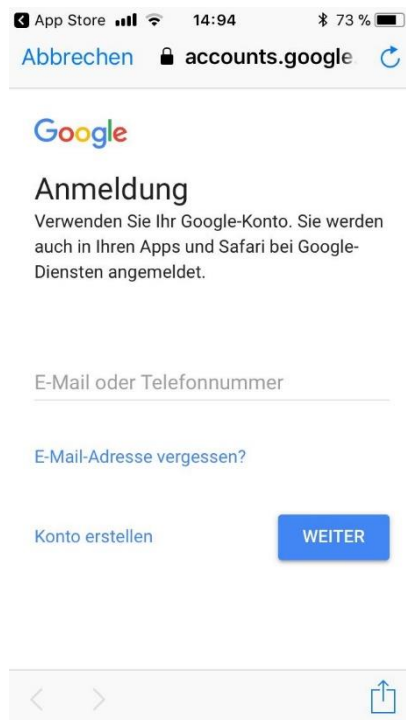 App Store 14:94 73 %
Abbrechen accounts.google
Google
Anmeldung
Verwenden Sie Ihr Google-Konto. Sie werden
auch in Ihren Apps und Safari bei Google-
Diensten angemeldet.
E-Mail oder Telefonnummer
E-Mail-Adresse vergessen?
Konto erstellen WEITER